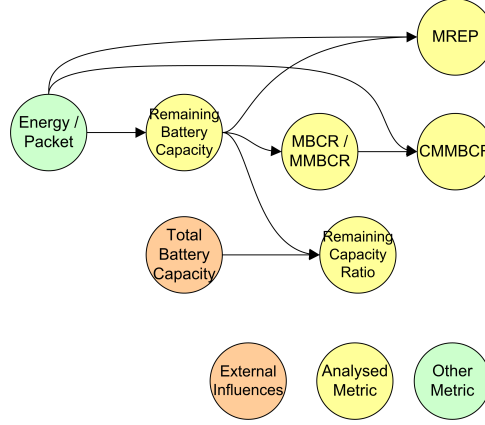 MREP
Energy /
Packet
Remaining
Battery
Capacity
MBCR /
MMBCR
CMMBCR
Total
Battery
Capacity
Remaining
Capacity
Ratio
External
Influences
Analysed
Metric
Other
Metric